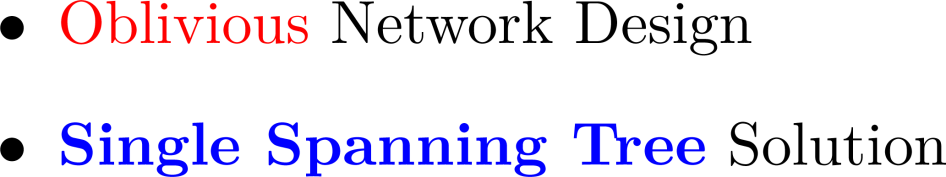 • Oblivious Network Design
• Single Spanning Tree Solution